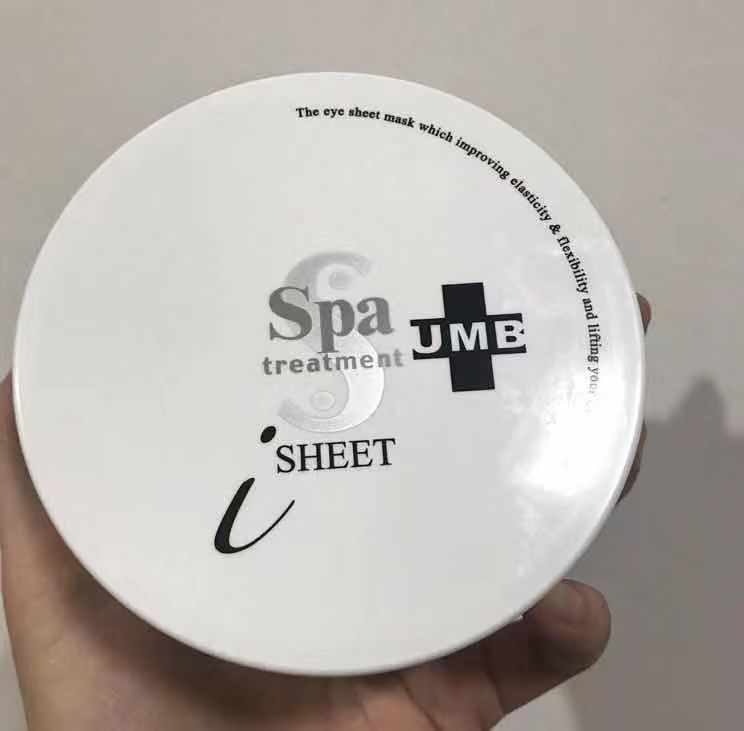 The eye sheet mask which improving elasticity & flexibility and lifting your
S
Spa
treatment
UMB
i SHEET